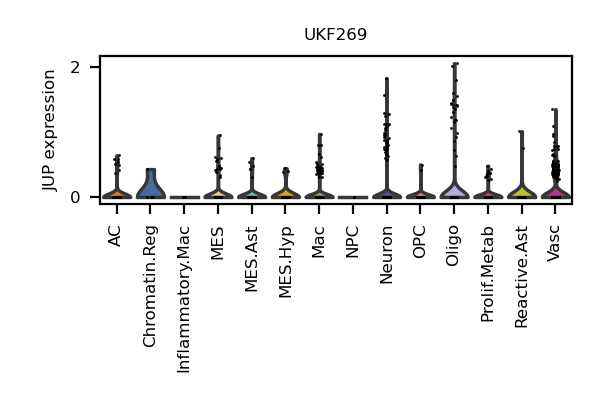 UKF269
JUP expression
2
0
AC
Chromatin.Reg
Inflammatory.Mac
MES
MES.Ast
MES.Hyp
Mac
NPC
Neuron
OPC
Oligo
Prolif.Metab
Reactive.Ast
Vasc